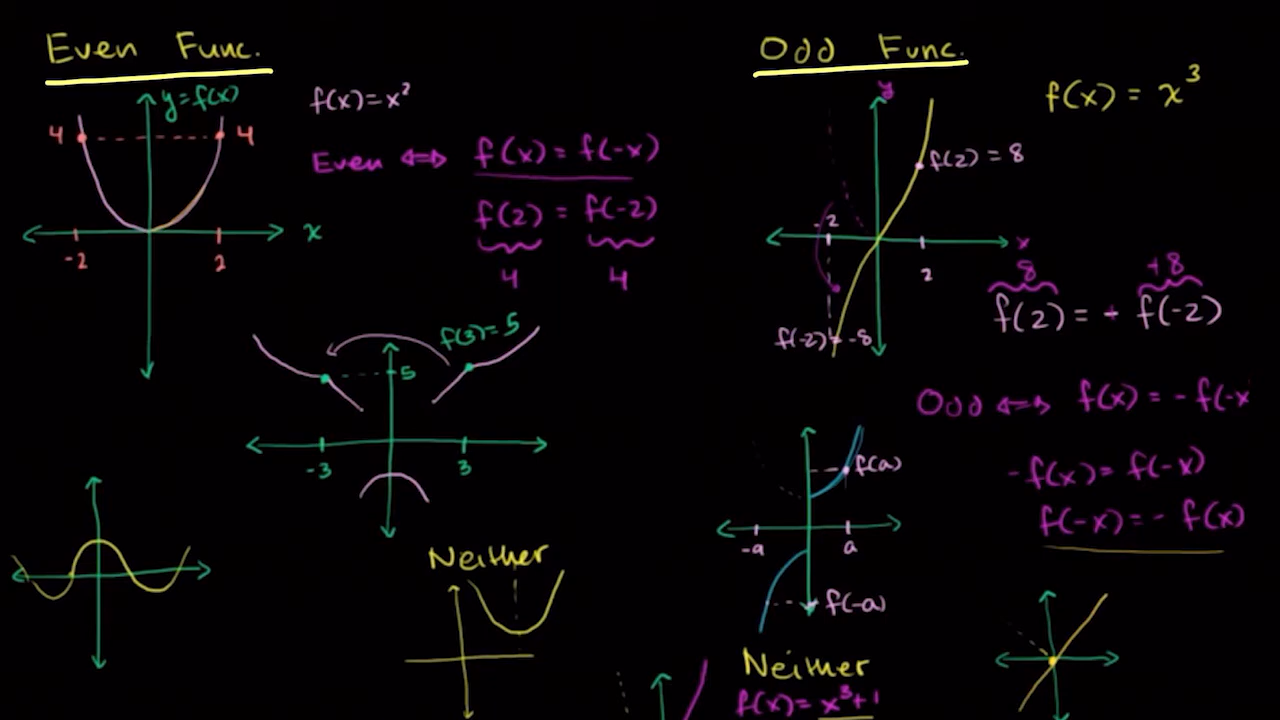 Even Func.
y=f(x)
4
4
-2
2
x
f(x)=x²
Even ⇔ f(x) = f(-x)
f(2) = f(-2)
4
4
f(3)=5
5
-3
3
Neither
Odd Func.
y
f(x) = x³
f(2) = 8
-2
x
2
f(-2) = -8
8
+8
f(2) = - f(-2)
Odd ⇔ f(x) = - f(-x
-f(x) = f(-x)
f(-x) = - f(x)
f(a)
-a
a
f(-a)
Neither
f(x) = x³+1